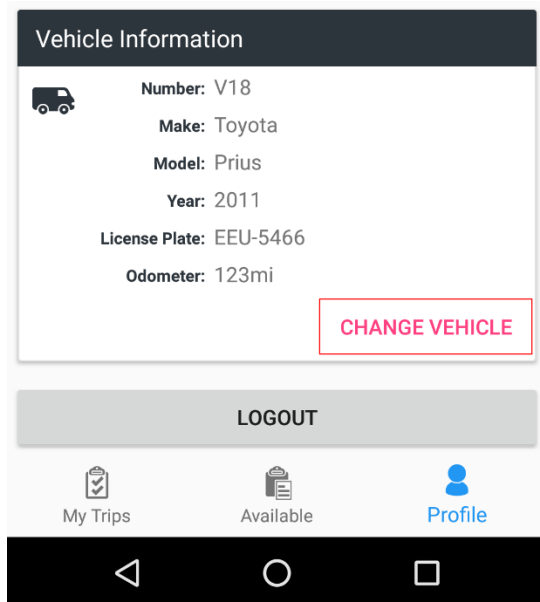 Vehicle Information
Number: V18
Make: Toyota
Model: Prius
Year: 2011
License Plate: EEU-5466
Odometer: 123mi
CHANGE VEHICLE
LOGOUT
My Trips Available Profile